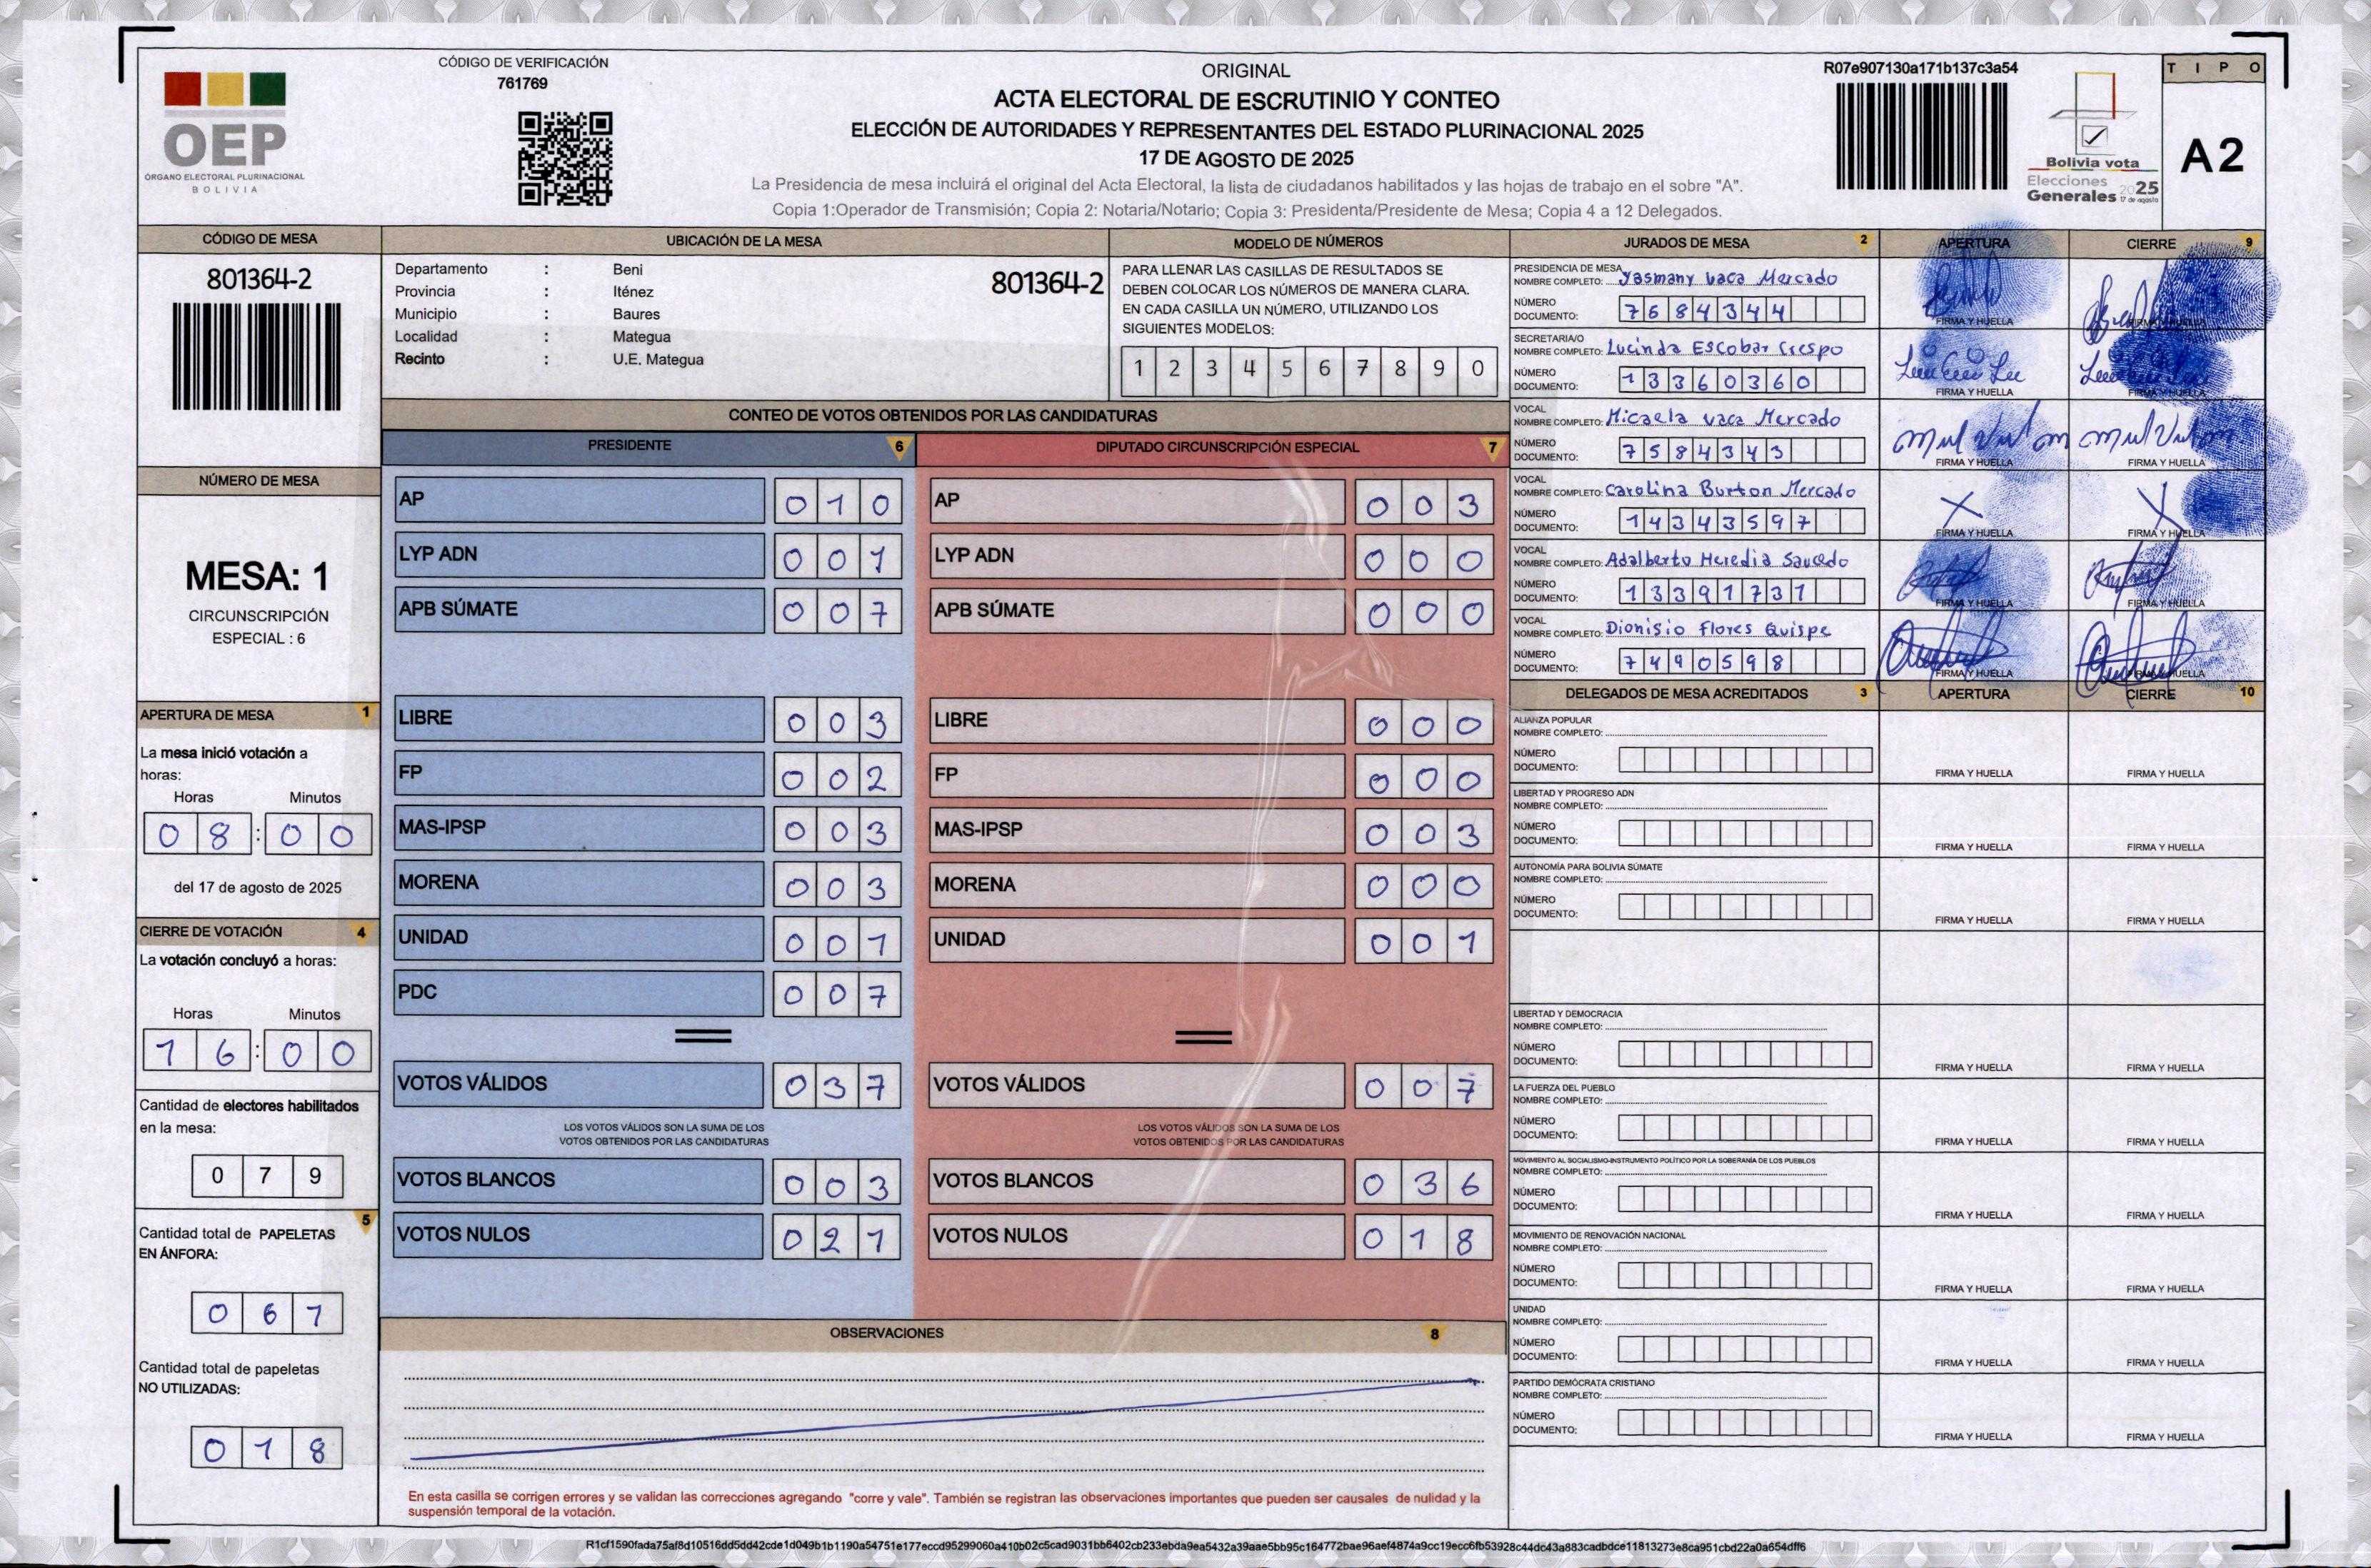 CÓDIGO DE VERIFICACIÓN
761769
OEP
ÓRGANO ELECTORAL PLURINACIONAL
BOLIVIA
ORIGINAL
ACTA ELECTORAL DE ESCRUTINIO Y CONTEO
ELECCIÓN DE AUTORIDADES Y REPRESENTANTES DEL ESTADO PLURINACIONAL 2025
17 DE AGOSTO DE 2025
La Presidencia de mesa incluirá el original del Acta Electoral, la lista de ciudadanos habilitados y las hojas de trabajo en el sobre "A".
Copia 1:Operador de Transmisión; Copia 2: Notaria/Notario; Copia 3: Presidenta/Presidente de Mesa; Copia 4 a 12 Delegados.
R07e907130a171b137c3a54
Bolivia vota
Elecciones
Generales 2025
17 de agosto
TIPO
A2
CÓDIGO DE MESA
801364-2
NÚMERO DE MESA
MESA: 1
CIRCUNSCRIPCIÓN
ESPECIAL : 6
APERTURA DE MESA 1
La mesa inició votación a
horas:
Horas Minutos
08:00
del 17 de agosto de 2025
CIERRE DE VOTACIÓN 4
La votación concluyó a horas:
Horas Minutos
16:00
Cantidad de electores habilitados
en la mesa:
079
5
Cantidad total de PAPELETAS
EN ÁNFORA:
061
Cantidad total de papeletas
NO UTILIZADAS:
018
UBICACIÓN DE LA MESA
Departamento : Beni
801364-2
Provincia : Iténez
Municipio : Baures
Localidad : Mategua
Recinto : U.E. Mategua
MODELO DE NÚMEROS
PARA LLENAR LAS CASILLAS DE RESULTADOS SE
DEBEN COLOCAR LOS NÚMEROS DE MANERA CLARA.
EN CADA CASILLA UN NÚMERO, UTILIZANDO LOS
SIGUIENTES MODELOS:
1 2 3 4 5 6 7 8 9 0
CONTEO DE VOTOS OBTENIDOS POR LAS CANDIDATURAS
PRESIDENTE 6
AP 010
LYP ADN 001
APB SÚMATE 007
LIBRE 003
FP 002
MAS-IPSP 003
MORENA 003
UNIDAD 001
PDC 007
VOTOS VÁLIDOS 037
LOS VOTOS VÁLIDOS SON LA SUMA DE LOS
VOTOS OBTENIDOS POR LAS CANDIDATURAS
VOTOS BLANCOS 003
VOTOS NULOS 021
DIPUTADO CIRCUNSCRIPCIÓN ESPECIAL 7
AP 003
LYP ADN 000
APB SÚMATE 000
LIBRE 000
FP 000
MAS-IPSP 003
MORENA 000
UNIDAD 001
VOTOS VÁLIDOS 007
LOS VOTOS VÁLIDOS SON LA SUMA DE LOS
VOTOS OBTENIDOS POR LAS CANDIDATURAS
VOTOS BLANCOS 036
VOTOS NULOS 018
OBSERVACIONES 8
En esta casilla se corrigen errores y se validan las correcciones agregando "corre y vale". También se registran las observaciones importantes que pueden ser causales de nulidad y la
suspensión temporal de la votación.
JURADOS DE MESA 2 APERTURA CIERRE 9
PRESIDENCIA DE MESA
NOMBRE COMPLETO: Yasmany Vaca Mercado
NÚMERO
DOCUMENTO: 7684344
FIRMA Y HUELLA FIRMA Y HUELLA
SECRETARIA/O
NOMBRE COMPLETO: Lucinda Escobar Crespo
NÚMERO
DOCUMENTO: 13360360
FIRMA Y HUELLA FIRMA Y HUELLA
VOCAL
NOMBRE COMPLETO: Micaela Vaca Mercado
NÚMERO
DOCUMENTO: 7584343
FIRMA Y HUELLA FIRMA Y HUELLA
VOCAL
NOMBRE COMPLETO: Carolina Burton Mercado
NÚMERO
DOCUMENTO: 14343597
FIRMA Y HUELLA FIRMA Y HUELLA
VOCAL
NOMBRE COMPLETO: Adalberto Heredia Saucedo
NÚMERO
DOCUMENTO: 13391731
FIRMA Y HUELLA FIRMA Y HUELLA
VOCAL
NOMBRE COMPLETO: Dionisio Flores Quispe
NÚMERO
DOCUMENTO: 7490598
FIRMA Y HUELLA FIRMA Y HUELLA
DELEGADOS DE MESA ACREDITADOS 3 APERTURA CIERRE 10
ALIANZA POPULAR
NOMBRE COMPLETO:
NÚMERO
DOCUMENTO:
FIRMA Y HUELLA FIRMA Y HUELLA
LIBERTAD Y PROGRESO ADN
NOMBRE COMPLETO:
NÚMERO
DOCUMENTO:
FIRMA Y HUELLA FIRMA Y HUELLA
AUTONOMÍA PARA BOLIVIA SÚMATE
NOMBRE COMPLETO:
NÚMERO
DOCUMENTO:
FIRMA Y HUELLA FIRMA Y HUELLA
LIBERTAD Y DEMOCRACIA
NOMBRE COMPLETO:
NÚMERO
DOCUMENTO:
FIRMA Y HUELLA FIRMA Y HUELLA
LA FUERZA DEL PUEBLO
NOMBRE COMPLETO:
NÚMERO
DOCUMENTO:
FIRMA Y HUELLA FIRMA Y HUELLA
MOVIMIENTO AL SOCIALISMO-INSTRUMENTO POLÍTICO POR LA SOBERANÍA DE LOS PUEBLOS
NOMBRE COMPLETO:
NÚMERO
DOCUMENTO:
FIRMA Y HUELLA FIRMA Y HUELLA
MOVIMIENTO DE RENOVACIÓN NACIONAL
NOMBRE COMPLETO:
NÚMERO
DOCUMENTO:
FIRMA Y HUELLA FIRMA Y HUELLA
UNIDAD
NOMBRE COMPLETO:
NÚMERO
DOCUMENTO:
FIRMA Y HUELLA FIRMA Y HUELLA
PARTIDO DEMÓCRATA CRISTIANO
NOMBRE COMPLETO:
NÚMERO
DOCUMENTO:
FIRMA Y HUELLA FIRMA Y HUELLA